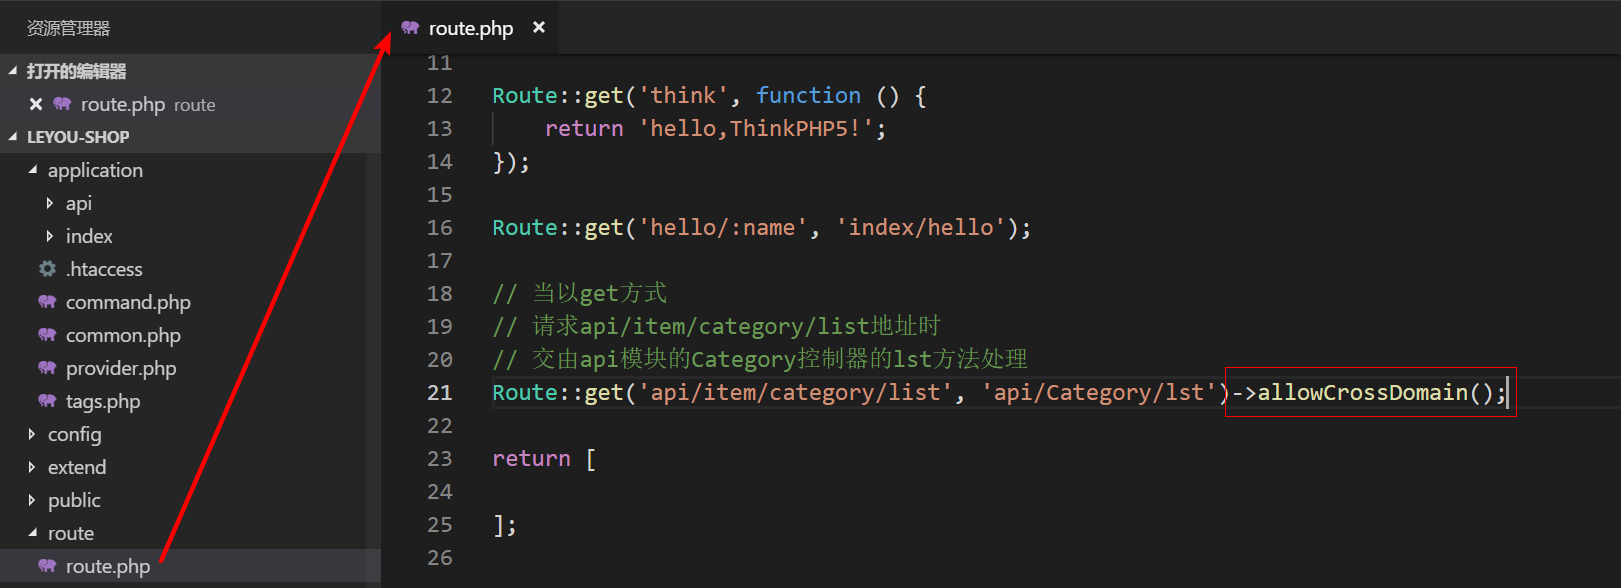 资源管理器
打开的编辑器
route.php route
LEYOU-SHOP
application
api
index
.htaccess
command.php
common.php
provider.php
tags.php
config
extend
public
route
route.php
route.php
11
12 Route::get('think', function () {
13 return 'hello,ThinkPHP5!';
14 });
15
16 Route::get('hello/:name', 'index/hello');
17
18 // 当以get方式
19 // 请求api/item/category/list地址时
20 // 交由api模块的Category控制器的lst方法处理
21 Route::get('api/item/category/list', 'api/Category/lst')->allowCrossDomain();
22
23 return [
24
25 ];
26